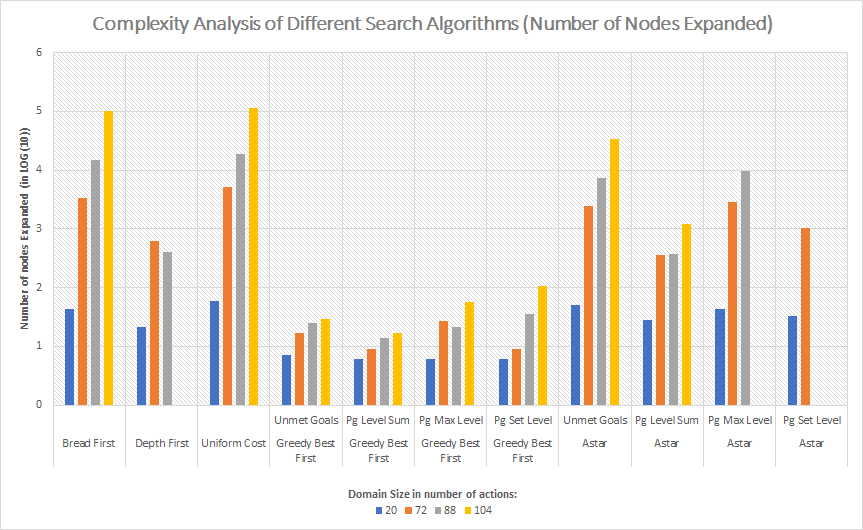 Complexity Analysis of Different Search Algorithms (Number of Nodes Expanded)
Number of nodes Expanded (in LOG (10))
6
5
4
3
2
1
0
Unmet Goals Pg Level Sum Pg Max Level Pg Set Level Unmet Goals Pg Level Sum Pg Max Level Pg Set Level
Bread First Depth First Uniform Cost Greedy Best Greedy Best Greedy Best Greedy Best Astar Astar Astar Astar
First First First First
Domain Size in number of actions:
20 72 88 104